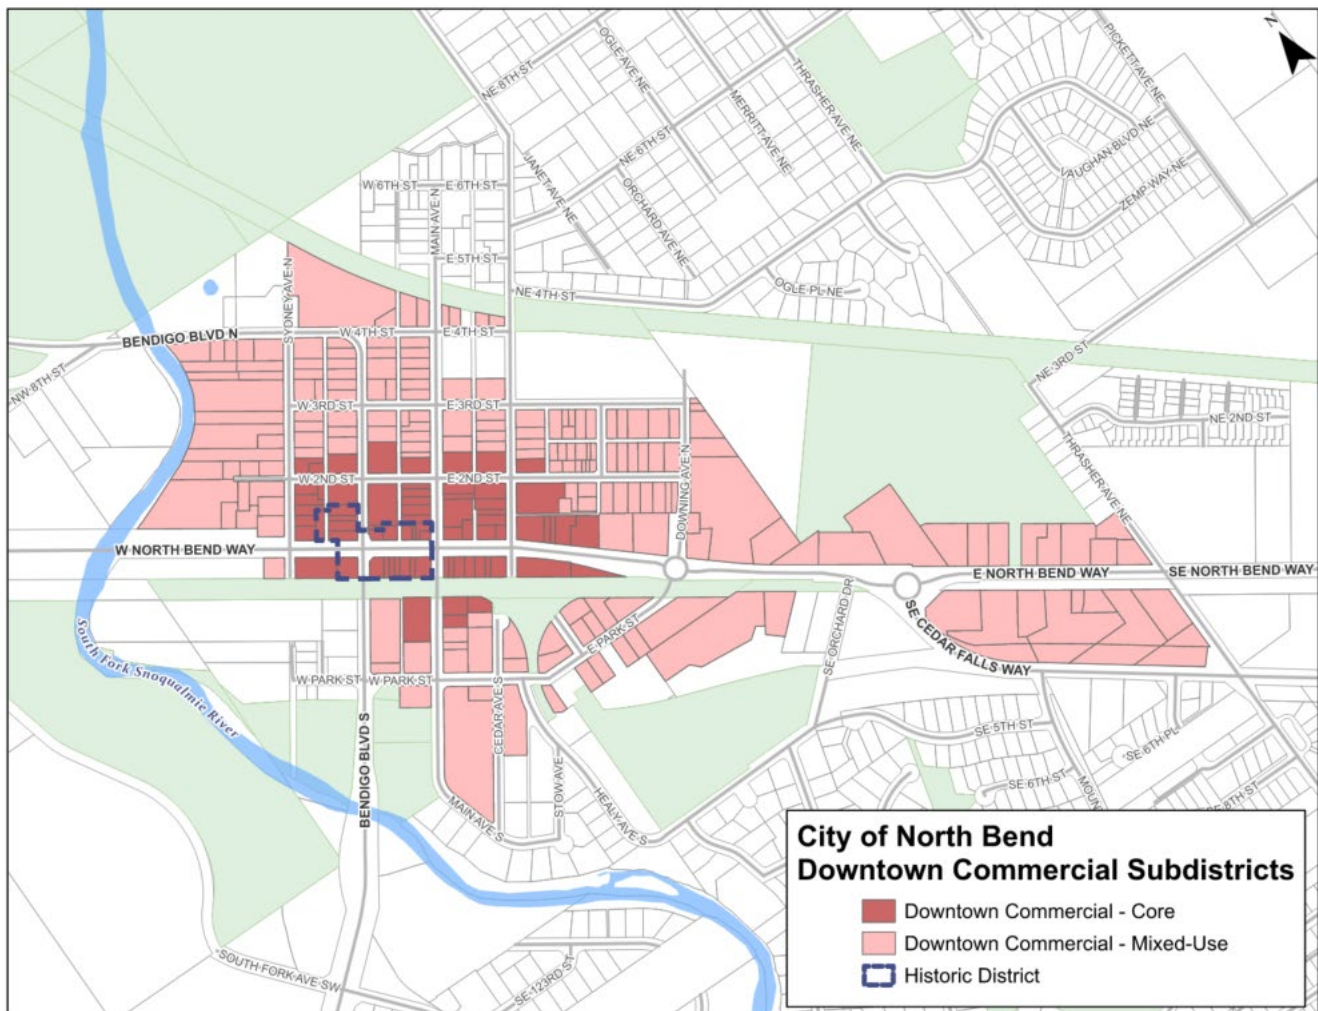 N
PICKETT AVE NE
OGLE AVE NE
THRASHER AVE NE
NE 8TH ST
MERRITT AVE NE
NE 6TH ST
VAUGHAN BLVD NE
JANET AVE NE
W 6TH ST
E 6TH ST
ORCHARD AVE NE
ZEMP WAY NE
MAIN AVE N
E 5TH ST
SYDNEY AVE N
NE 4TH ST
OGLE PL NE
BENDIGO BLVD N
W 4TH ST
E 4TH ST
NW 8TH ST
NE 3RD ST
W 3RD ST
E 3RD ST
NE 2ND ST
THRASHER AVE NE
W 2ND ST
E 2ND ST
DOWNING AVE N
W NORTH BEND WAY
E NORTH BEND WAY
SE NORTH BEND WAY
SE CEDAR FALLS WAY
SE ORCHARD DR
E PARK ST
South Fork Snoqualmie River
W PARK ST
W PARK ST
CEDAR AVE S
BENDIGO BLVD S
SE 5TH ST
SE 6TH PL
STOW AVE
HEALY AVE S
MAIN AVE S
SE 6TH ST
MOUN
SE 8TH ST
SOUTH FORK AVE SW
SE 123RD ST
City of North Bend
Downtown Commercial Subdistricts
Downtown Commercial - Core
Downtown Commercial - Mixed-Use
Historic District